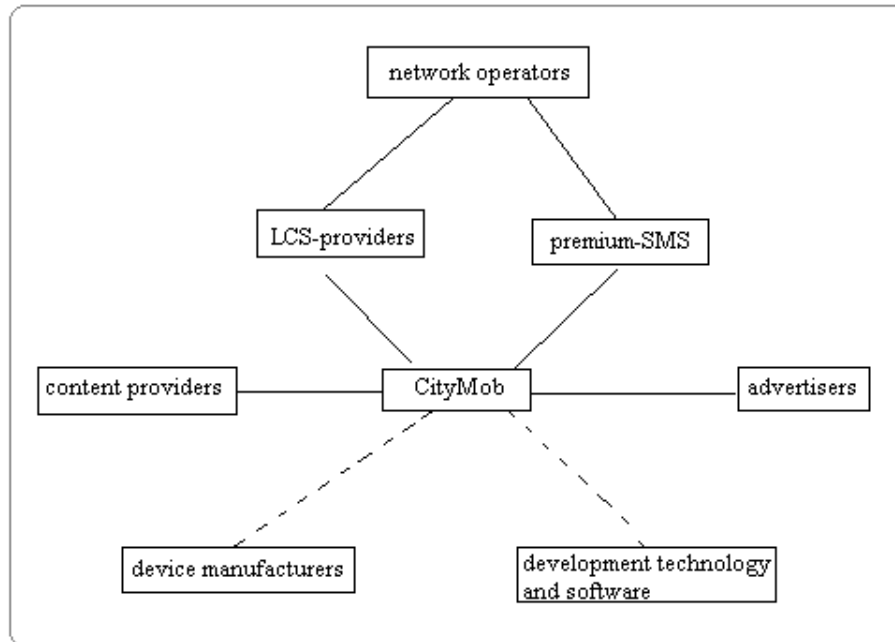 network operators
LCS-providers
premium-SMS
content providers
CityMob
advertisers
device manufacturers
development technology
and software